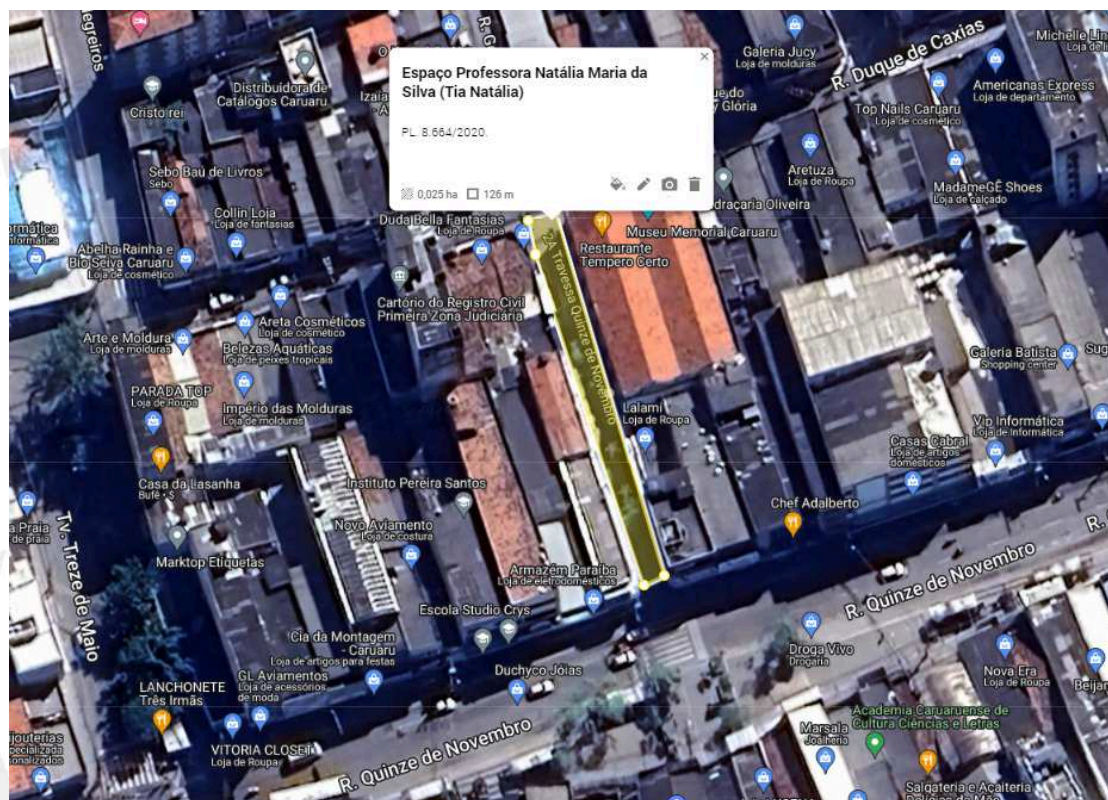 Espaço Professora Natália Maria da
Silva (Tia Natália)
PL. 8.664/2020.
0,025 ha
126 m
Galeria Jucy
Loja de molduras
R. Duque de Caxias
Americanas Express
Loja de departamento
Distribuidora de
Catálogos Caruaru
Cristo rei
Top Nails Caruaru
Loja de cosmético
Sebo Baú de Livros
Sebo
Aretuza
Loja de Roupa
MadameGÊ Shoes
Loja de calçado
Collin Loja
Loja de fantasias
Duda Bella Fantasias
Loja de Roupa
Museu Memorial Caruaru
Abelha Rainha e
Bio Seiva Caruaru
Loja de cosmético
Restaurante
Tempero Certo
2A. Travessa Quinze de Novembro
Cartório do Registro Civil
Primeira Zona Judiciária
Areta Cosméticos
Loja de cosmético
Arte e Moldura
Loja de molduras
Belezas Aquáticas
Loja de peixes tropicais
Galeria Batista
Shopping center
PARADA TOP
Loja de Roupa
Império das Molduras
Loja de molduras
Lalamí
Loja de Roupa
Vip Informática
Loja de informática
Casas Cabral
Loja de artigos
domésticos
Casa da Lasanha
Bufê • $
Instituto Pereira Santos
Chef Adalberto
Novo Aviamento
Loja de costura
Tv. Treze de Maio
Marktop Etiquetas
Armazém Paraíba
Loja de eletrodomésticos
R. Quinze de Novembro
Escola Studio Crys
Cia da Montagem
- Caruaru
Loja de artigos para festas
Droga Vivo
Drogaria
Duchyco Jóias
Nova Era
Loja de Roupa
GL Aviamentos
Loja de acessórios
de moda
LANCHONETE
Três Irmãs
Academia Caruaruense de
Cultura Ciências e Letras
Marsala
Joalheria
VITORIA CLOSET
Loja de Roupa
R. Quinze de Novembro
Salgateria e Açaiteria